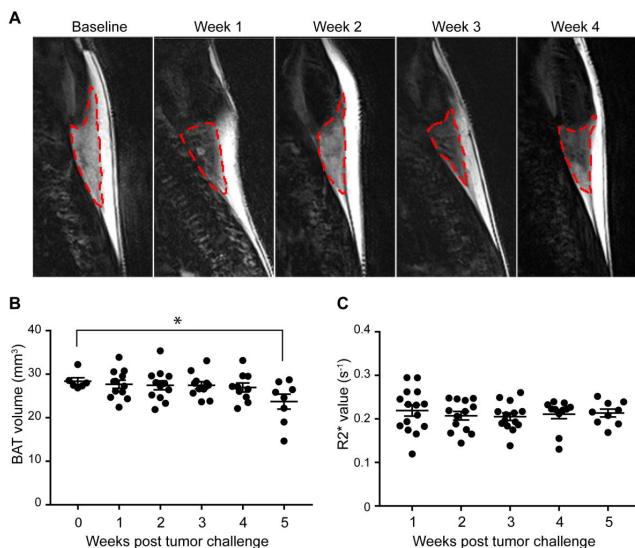 A
Baseline Week 1 Week 2 Week 3 Week 4
B
*
BAT volume (mm³)
40
30
20
10
0
0 1 2 3 4 5
Weeks post tumor challenge
C
R2* value (s⁻¹)
0.4
0.3
0.2
0.1
0
1 2 3 4 5
Weeks post tumor challenge